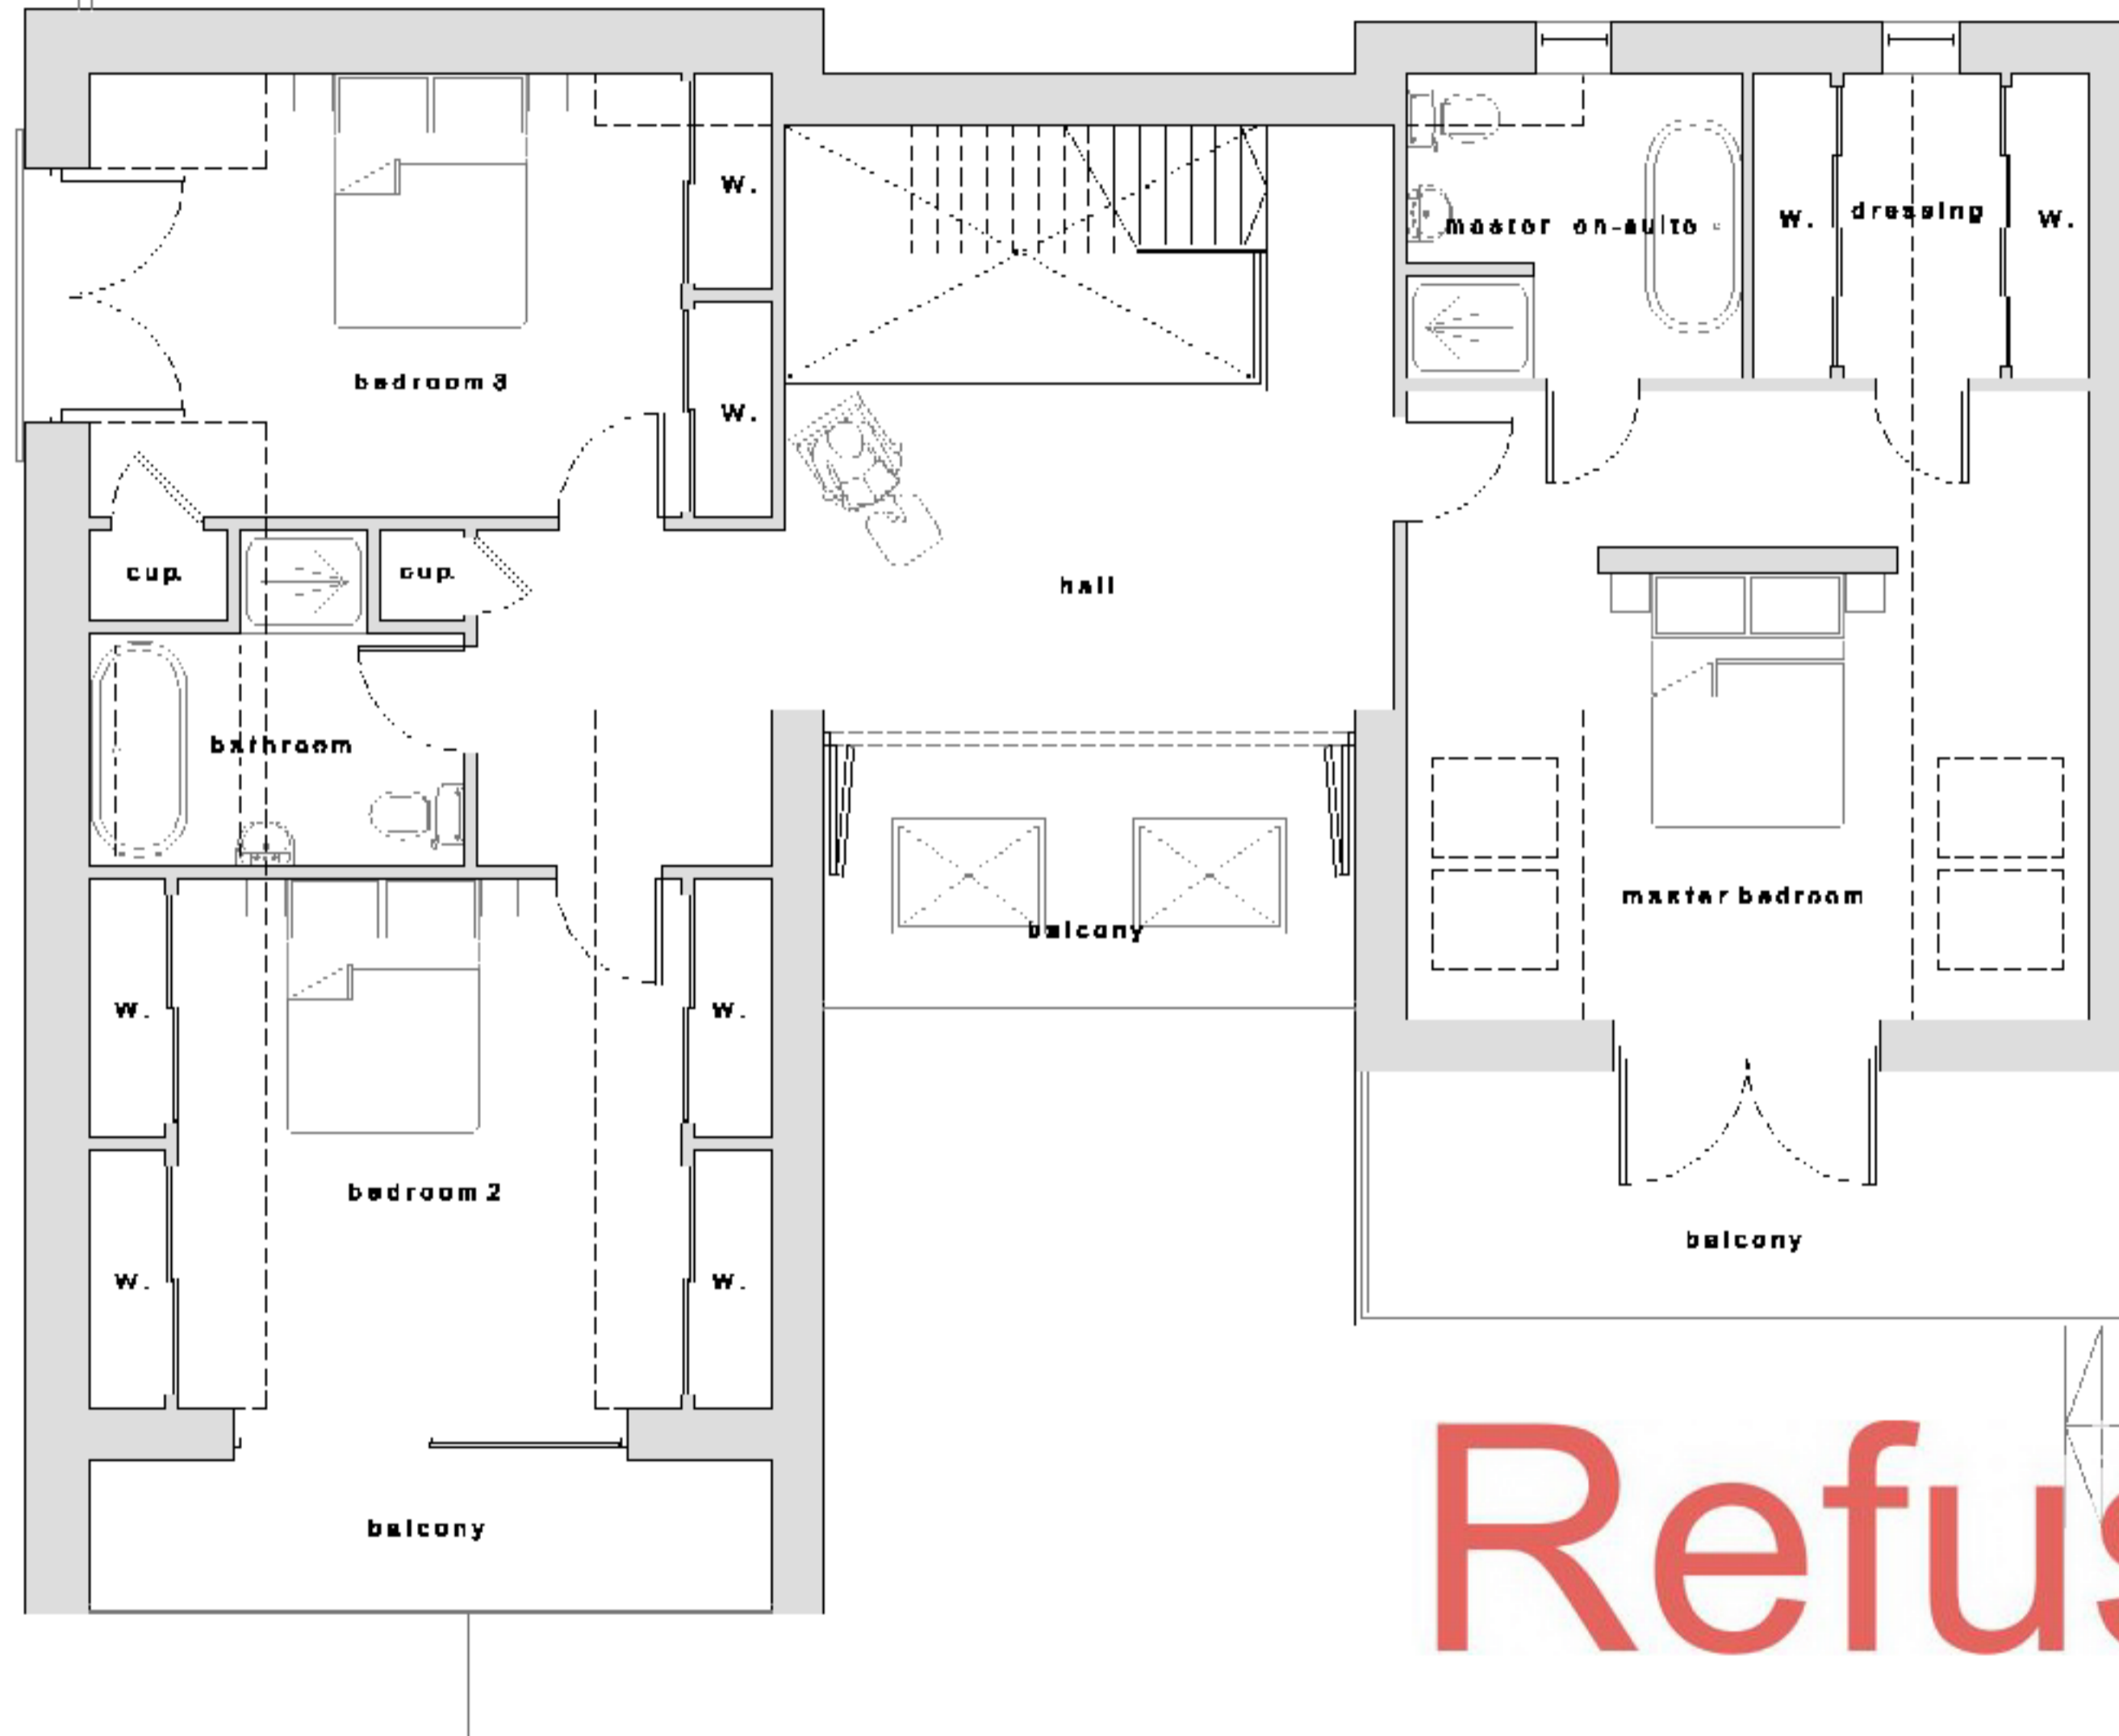 W.
master en-suite
W.
dressing
W.
bedroom 3
W.
cup.
cup.
hall
bathroom
master bedroom
balcony
W.
W.
bedroom 2
balcony
W.
W.
balcony
Refus